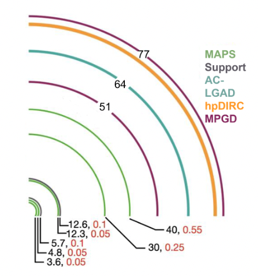 77
64
51
MAPS
Support
AC-
LGAD
hpDIRC
MPGD
12.6, 0.1
12.3, 0.05
5.7, 0.1
4.8, 0.05
3.6, 0.05
40, 0.55
30, 0.25